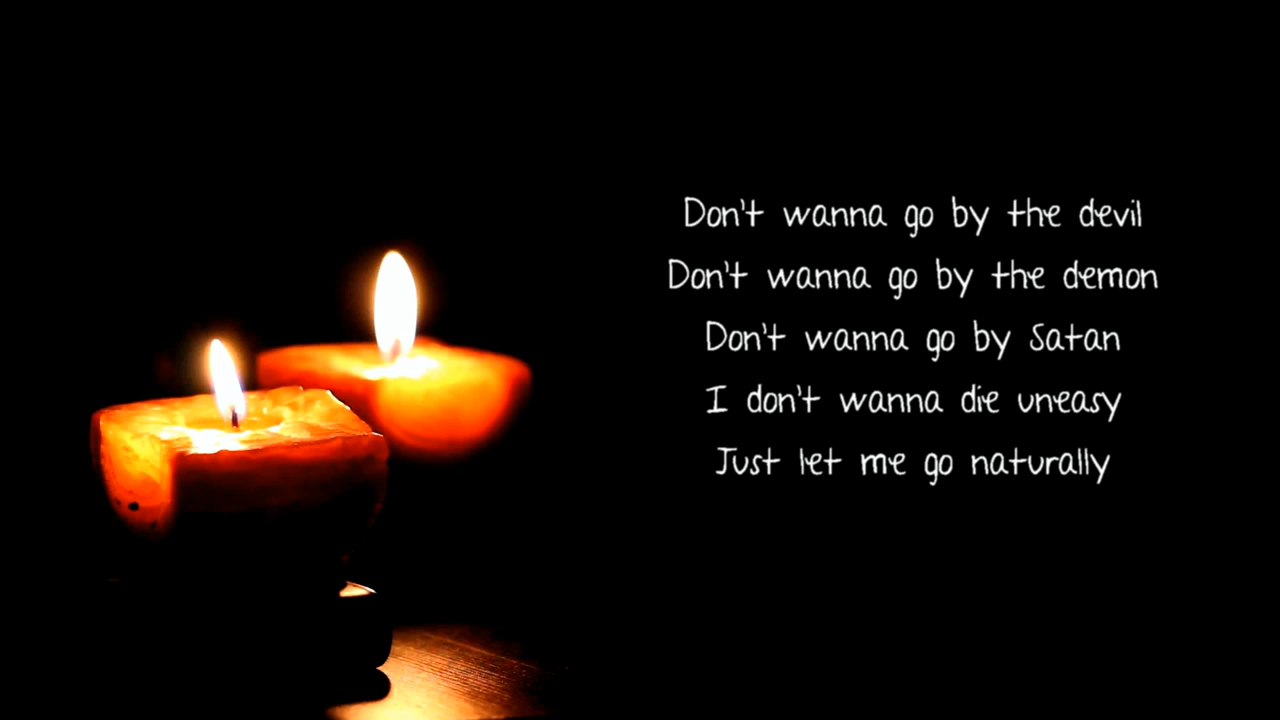 Don't wanna go by the devil
Don't wanna go by the demon
Don't wanna go by Satan
I don't wanna die uneasy
Just let me go naturally